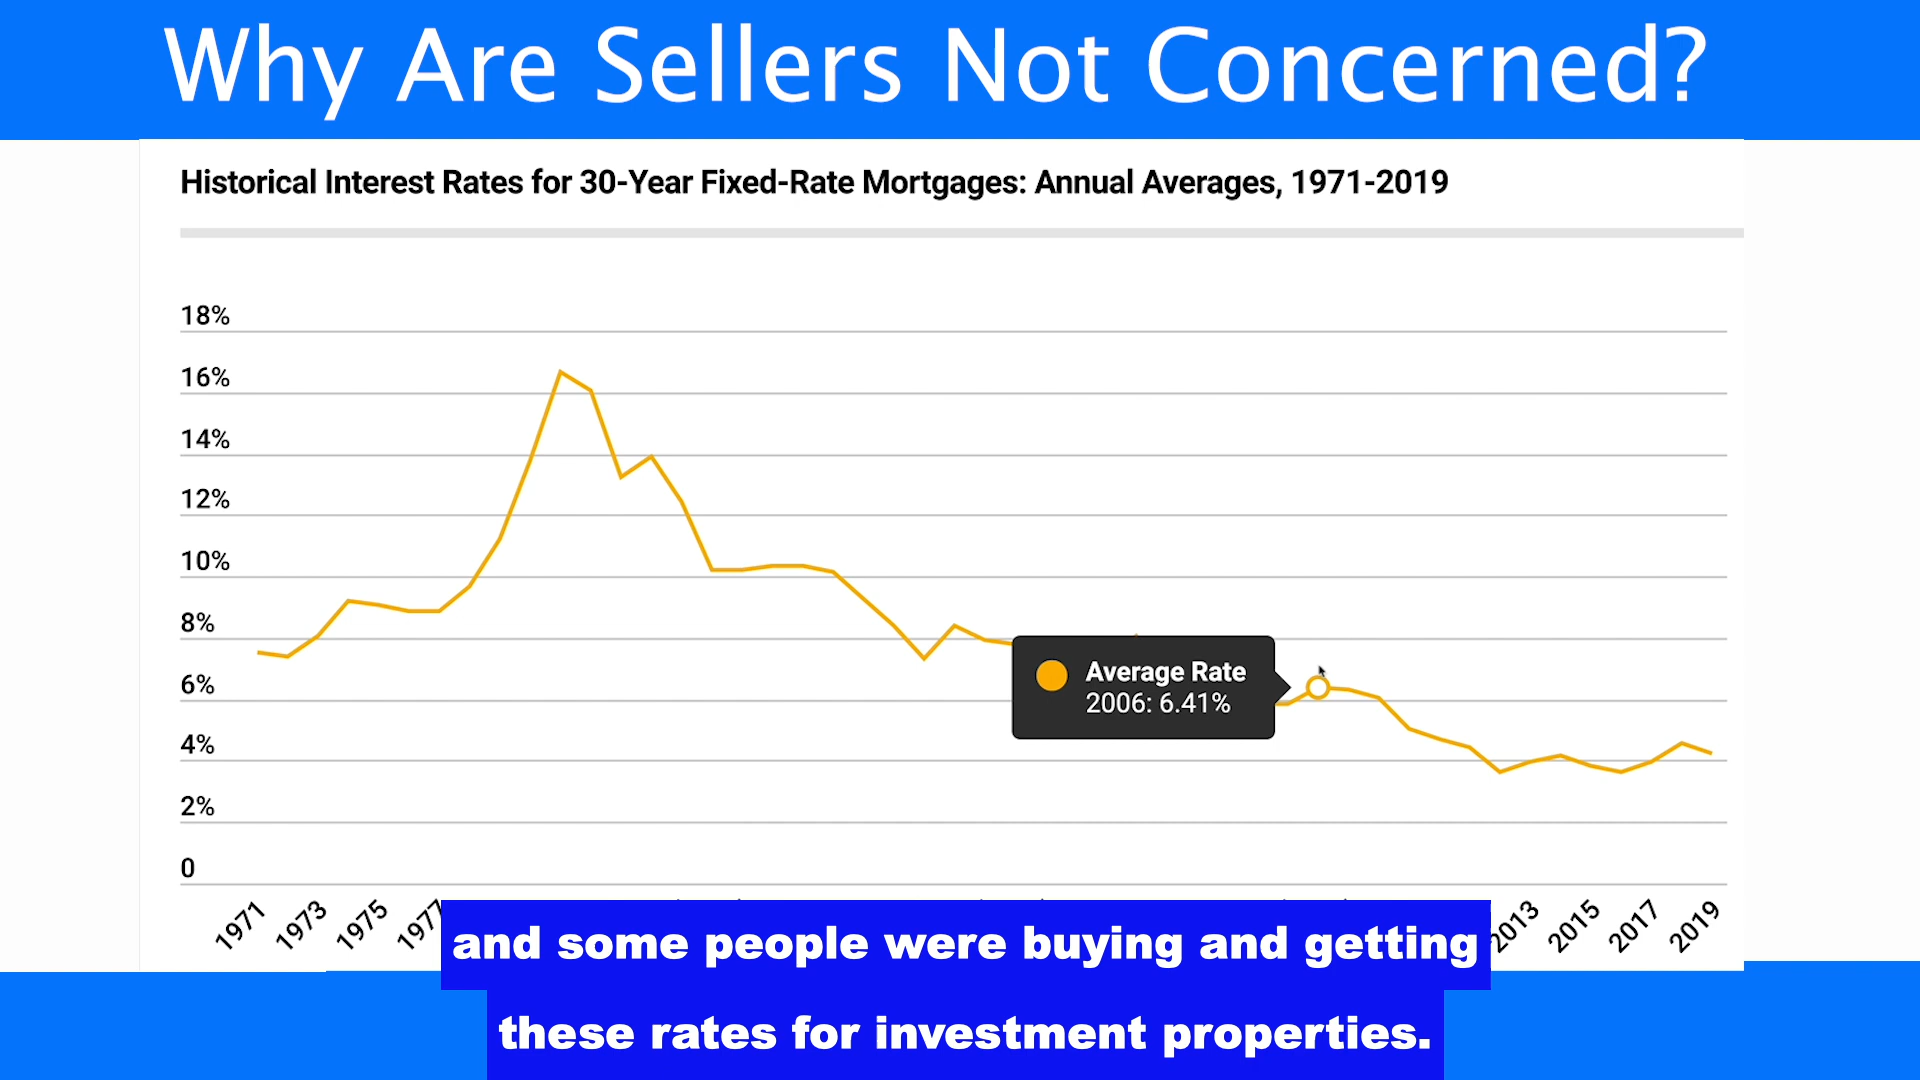 Why Are Sellers Not Concerned?
Historical Interest Rates for 30-Year Fixed-Rate Mortgages: Annual Averages, 1971-2019
18%
16%
14%
12%
10%
8%
6%
4%
2%
0
Average Rate
2006: 6.41%
1971 1973 1975 1977 2013 2015 2017 2019
and some people were buying and getting
these rates for investment properties.